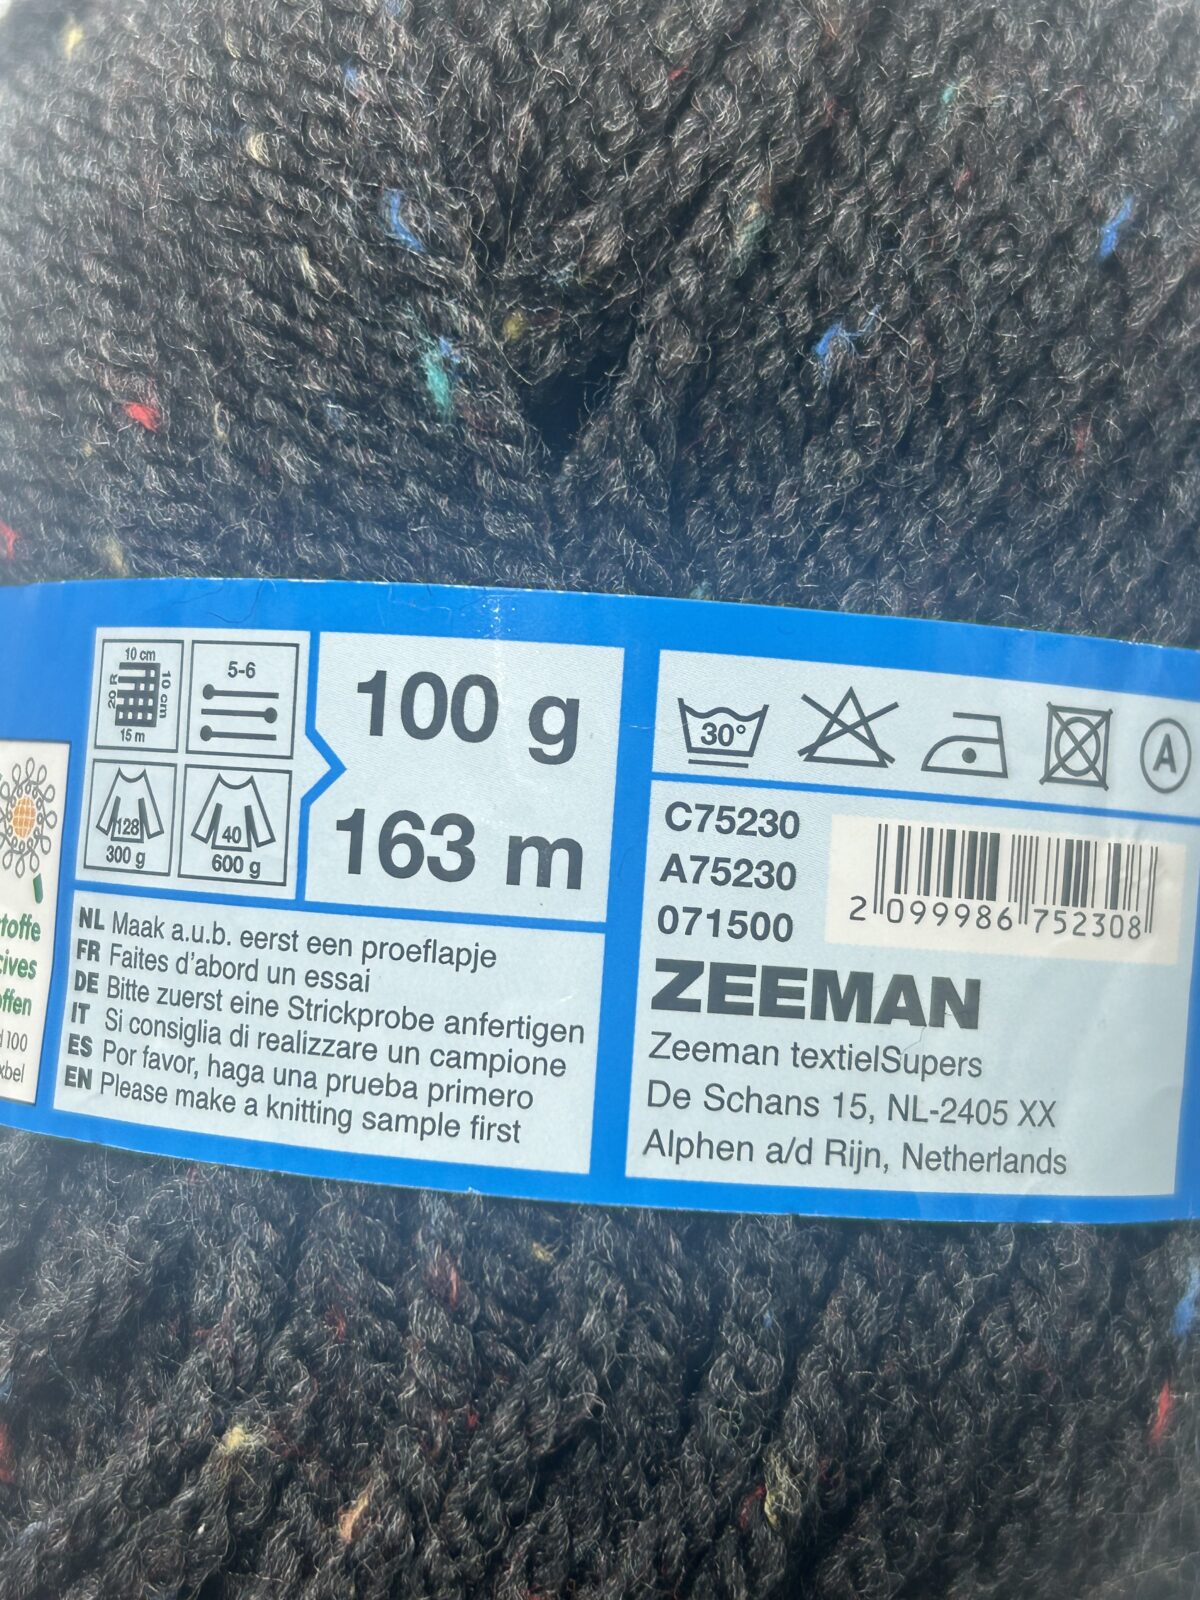 10 cm
20 R
10 cm
15 m
5-6
128
300 g
40
600 g
100 g
163 m
30°
A
C75230
A75230
071500
2 099986 752308
ZEEMAN
Zeeman textielSupers
De Schans 15, NL-2405 XX
Alphen a/d Rijn, Netherlands
NL Maak a.u.b. eerst een proeflapje
FR Faites d'abord un essai
DE Bitte zuerst eine Strickprobe anfertigen
IT Si consiglia di realizzare un campione
ES Por favor, haga una prueba primero
EN Please make a knitting sample first
100